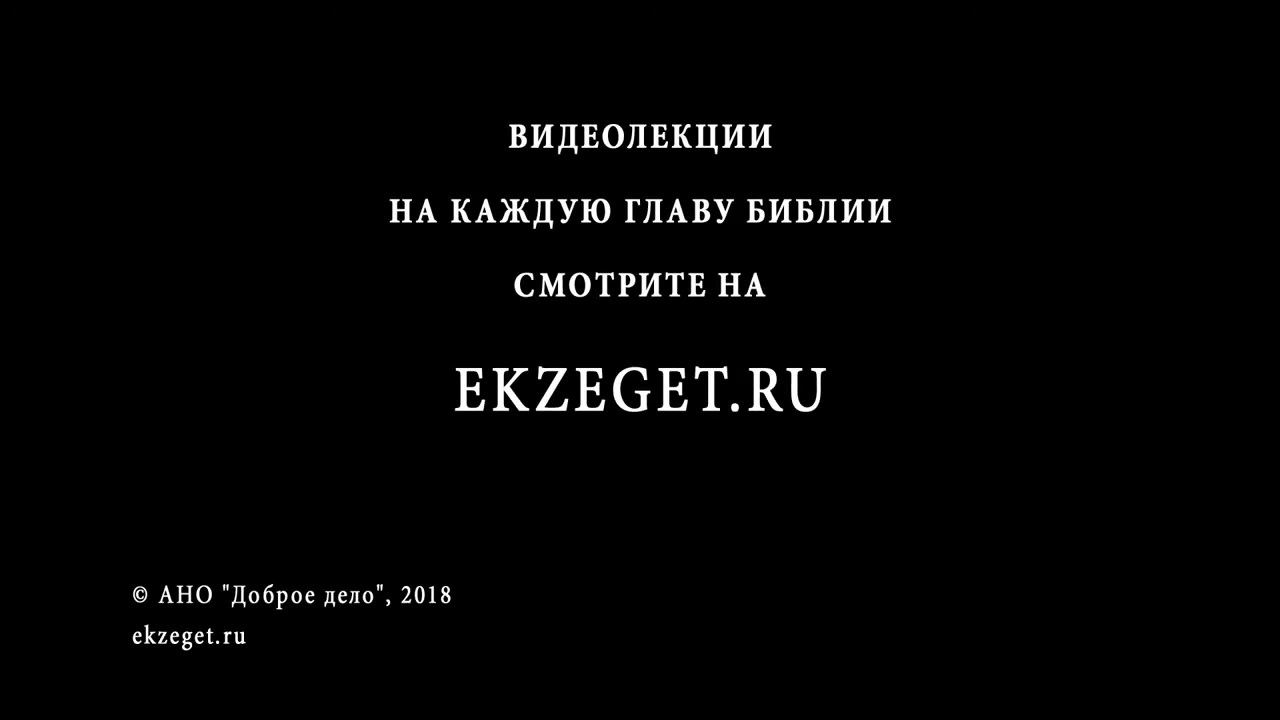 ВИДЕОЛЕКЦИИ
НА КАЖДУЮ ГЛАВУ БИБЛИИ
СМОТРИТЕ НА
EKZEGET.RU
© АНО "Доброе дело", 2018
ekzeget.ru